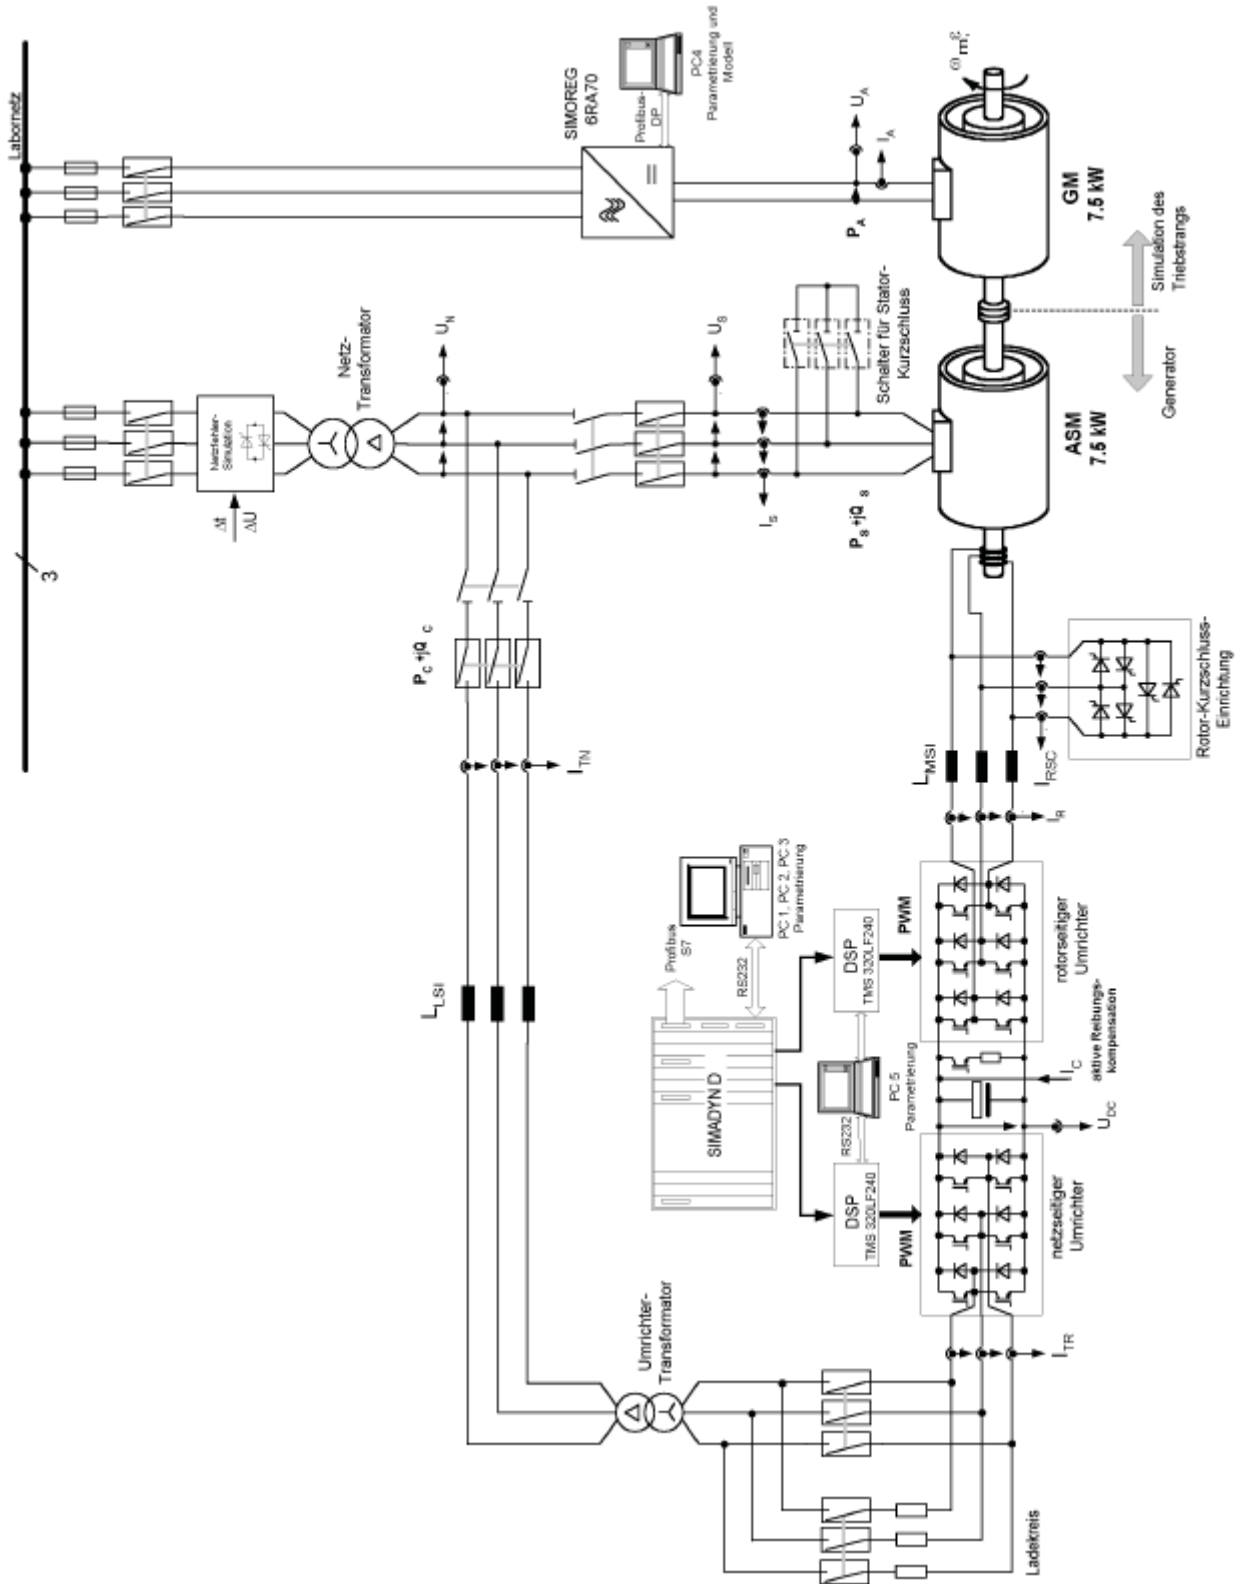 Labornetz
3
SIMOREG
6RA70
Profibus-
DP
PC4
Parametrierung und
Modell
U_A
I_A
P_A
GM
7.5 kW
Simulation des
Triebstrangs
Generator
ASM
7.5 kW
Netzfehler-
Simulation
Δt
ΔU
Netz-
Transformator
U_N
U_S
I_S
P_S +jQ_S
Schalter für Stator-
Kurzschluss
P_C +jQ_C
I_TN
L_LSI
Umrichter-
Transformator
Ladekreis
I_TR
netzseitiger
Umrichter
PWM
DSP
TMS 320LF240
RS232
PC 5
Parametrierung
SIMADYN D
Profibus
S7
RS232
PC 1, PC 2, PC 3
Parametrierung
DSP
TMS 320LF240
PWM
U_DC
I_C
aktive Reibungs-
kompensation
rotorseitiger
Umrichter
I_R
L_MSI
I_RSC
Rotor-Kurzschluss-
Einrichtung